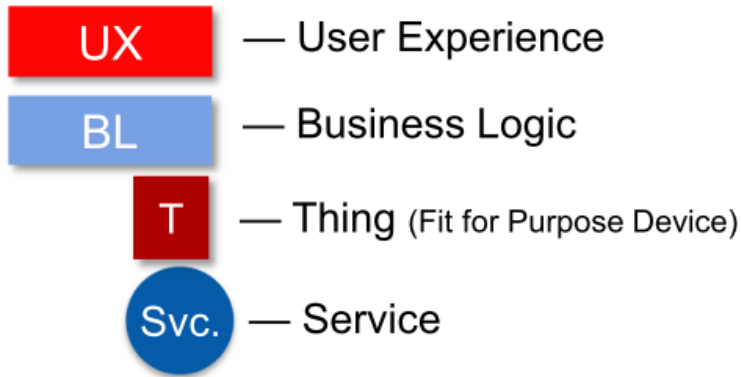 UX — User Experience
BL — Business Logic
T — Thing (Fit for Purpose Device)
Svc. — Service